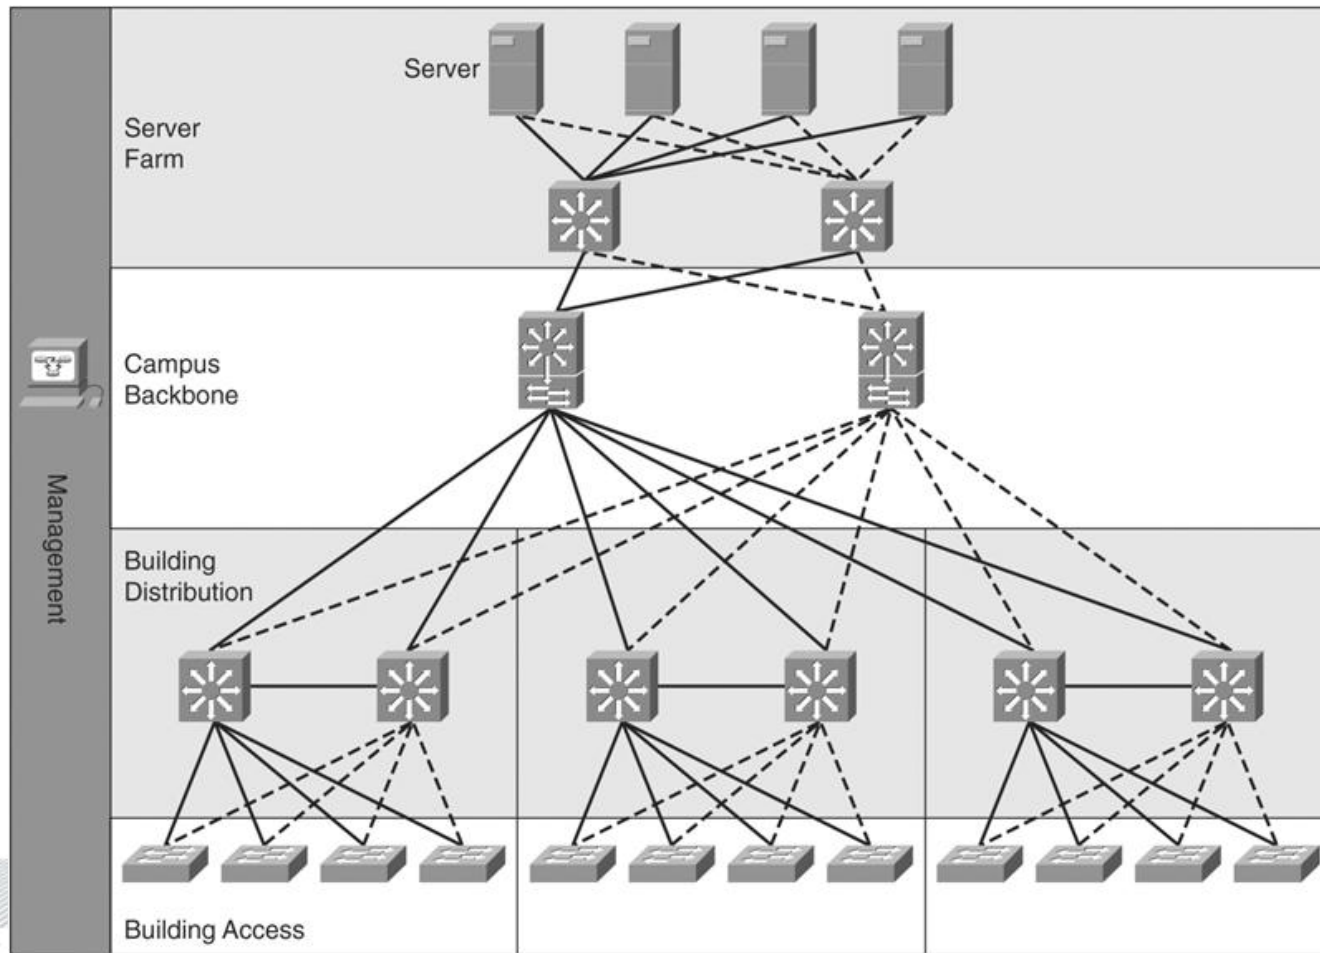 Server
Server
Farm
Campus
Backbone
Management
Building
Distribution
Building Access